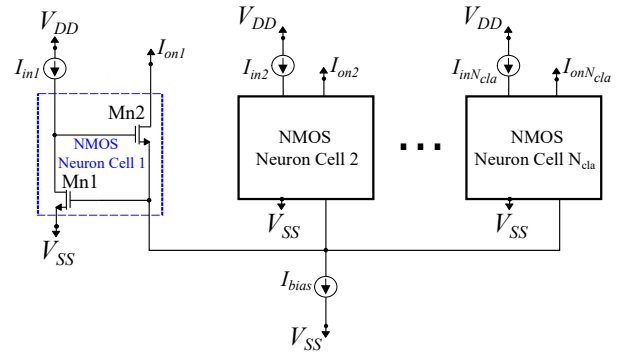 V_DD V_DD V_DD
I_in1 I_on1 I_in2 I_on2 I_inN_cla I_onN_cla
Mn2
NMOS
Neuron Cell 1
Mn1
NMOS
Neuron Cell 2
...
NMOS
Neuron Cell N_cla
V_SS V_SS V_SS
I_bias
V_SS